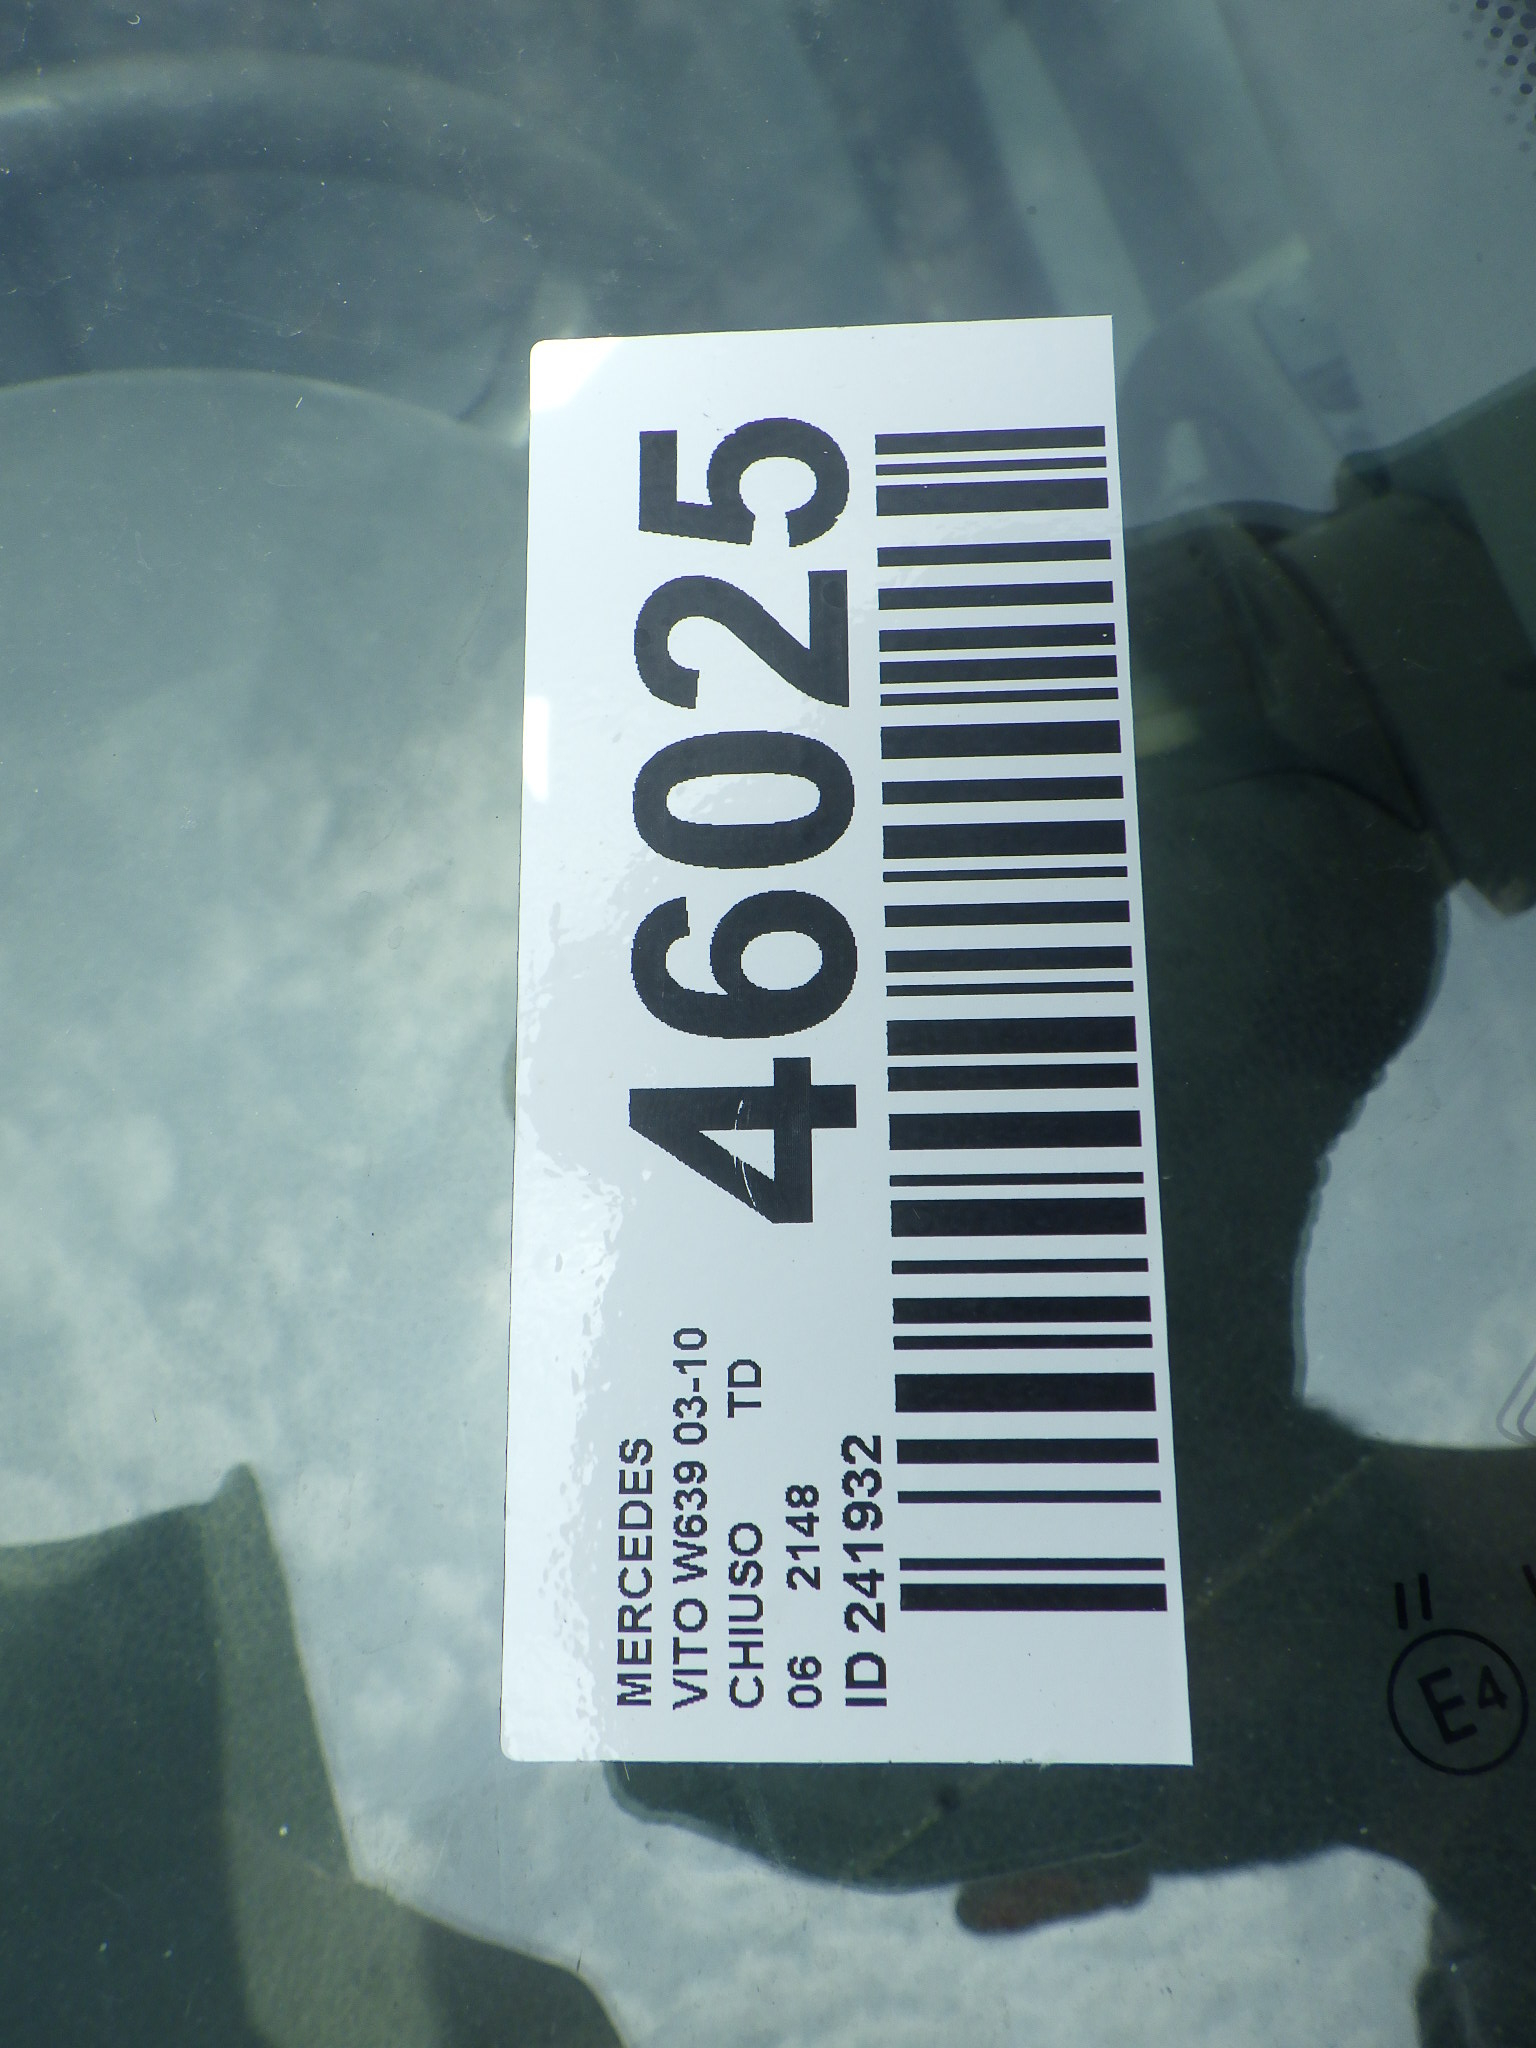 MERCEDES
VITO W639 03-10
CHIUSO TD
06 2148
ID 241932
46025
E4